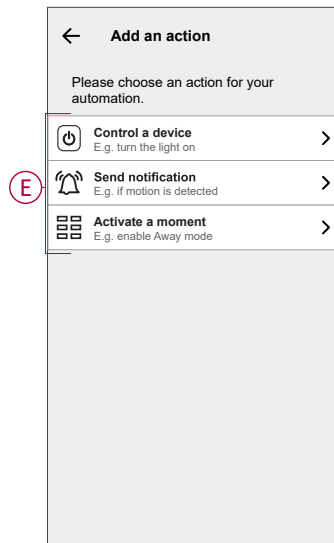 Add an action
Please choose an action for your
automation.
Control a device
E.g. turn the light on
E
Send notification
E.g. if motion is detected
Activate a moment
E.g. enable Away mode